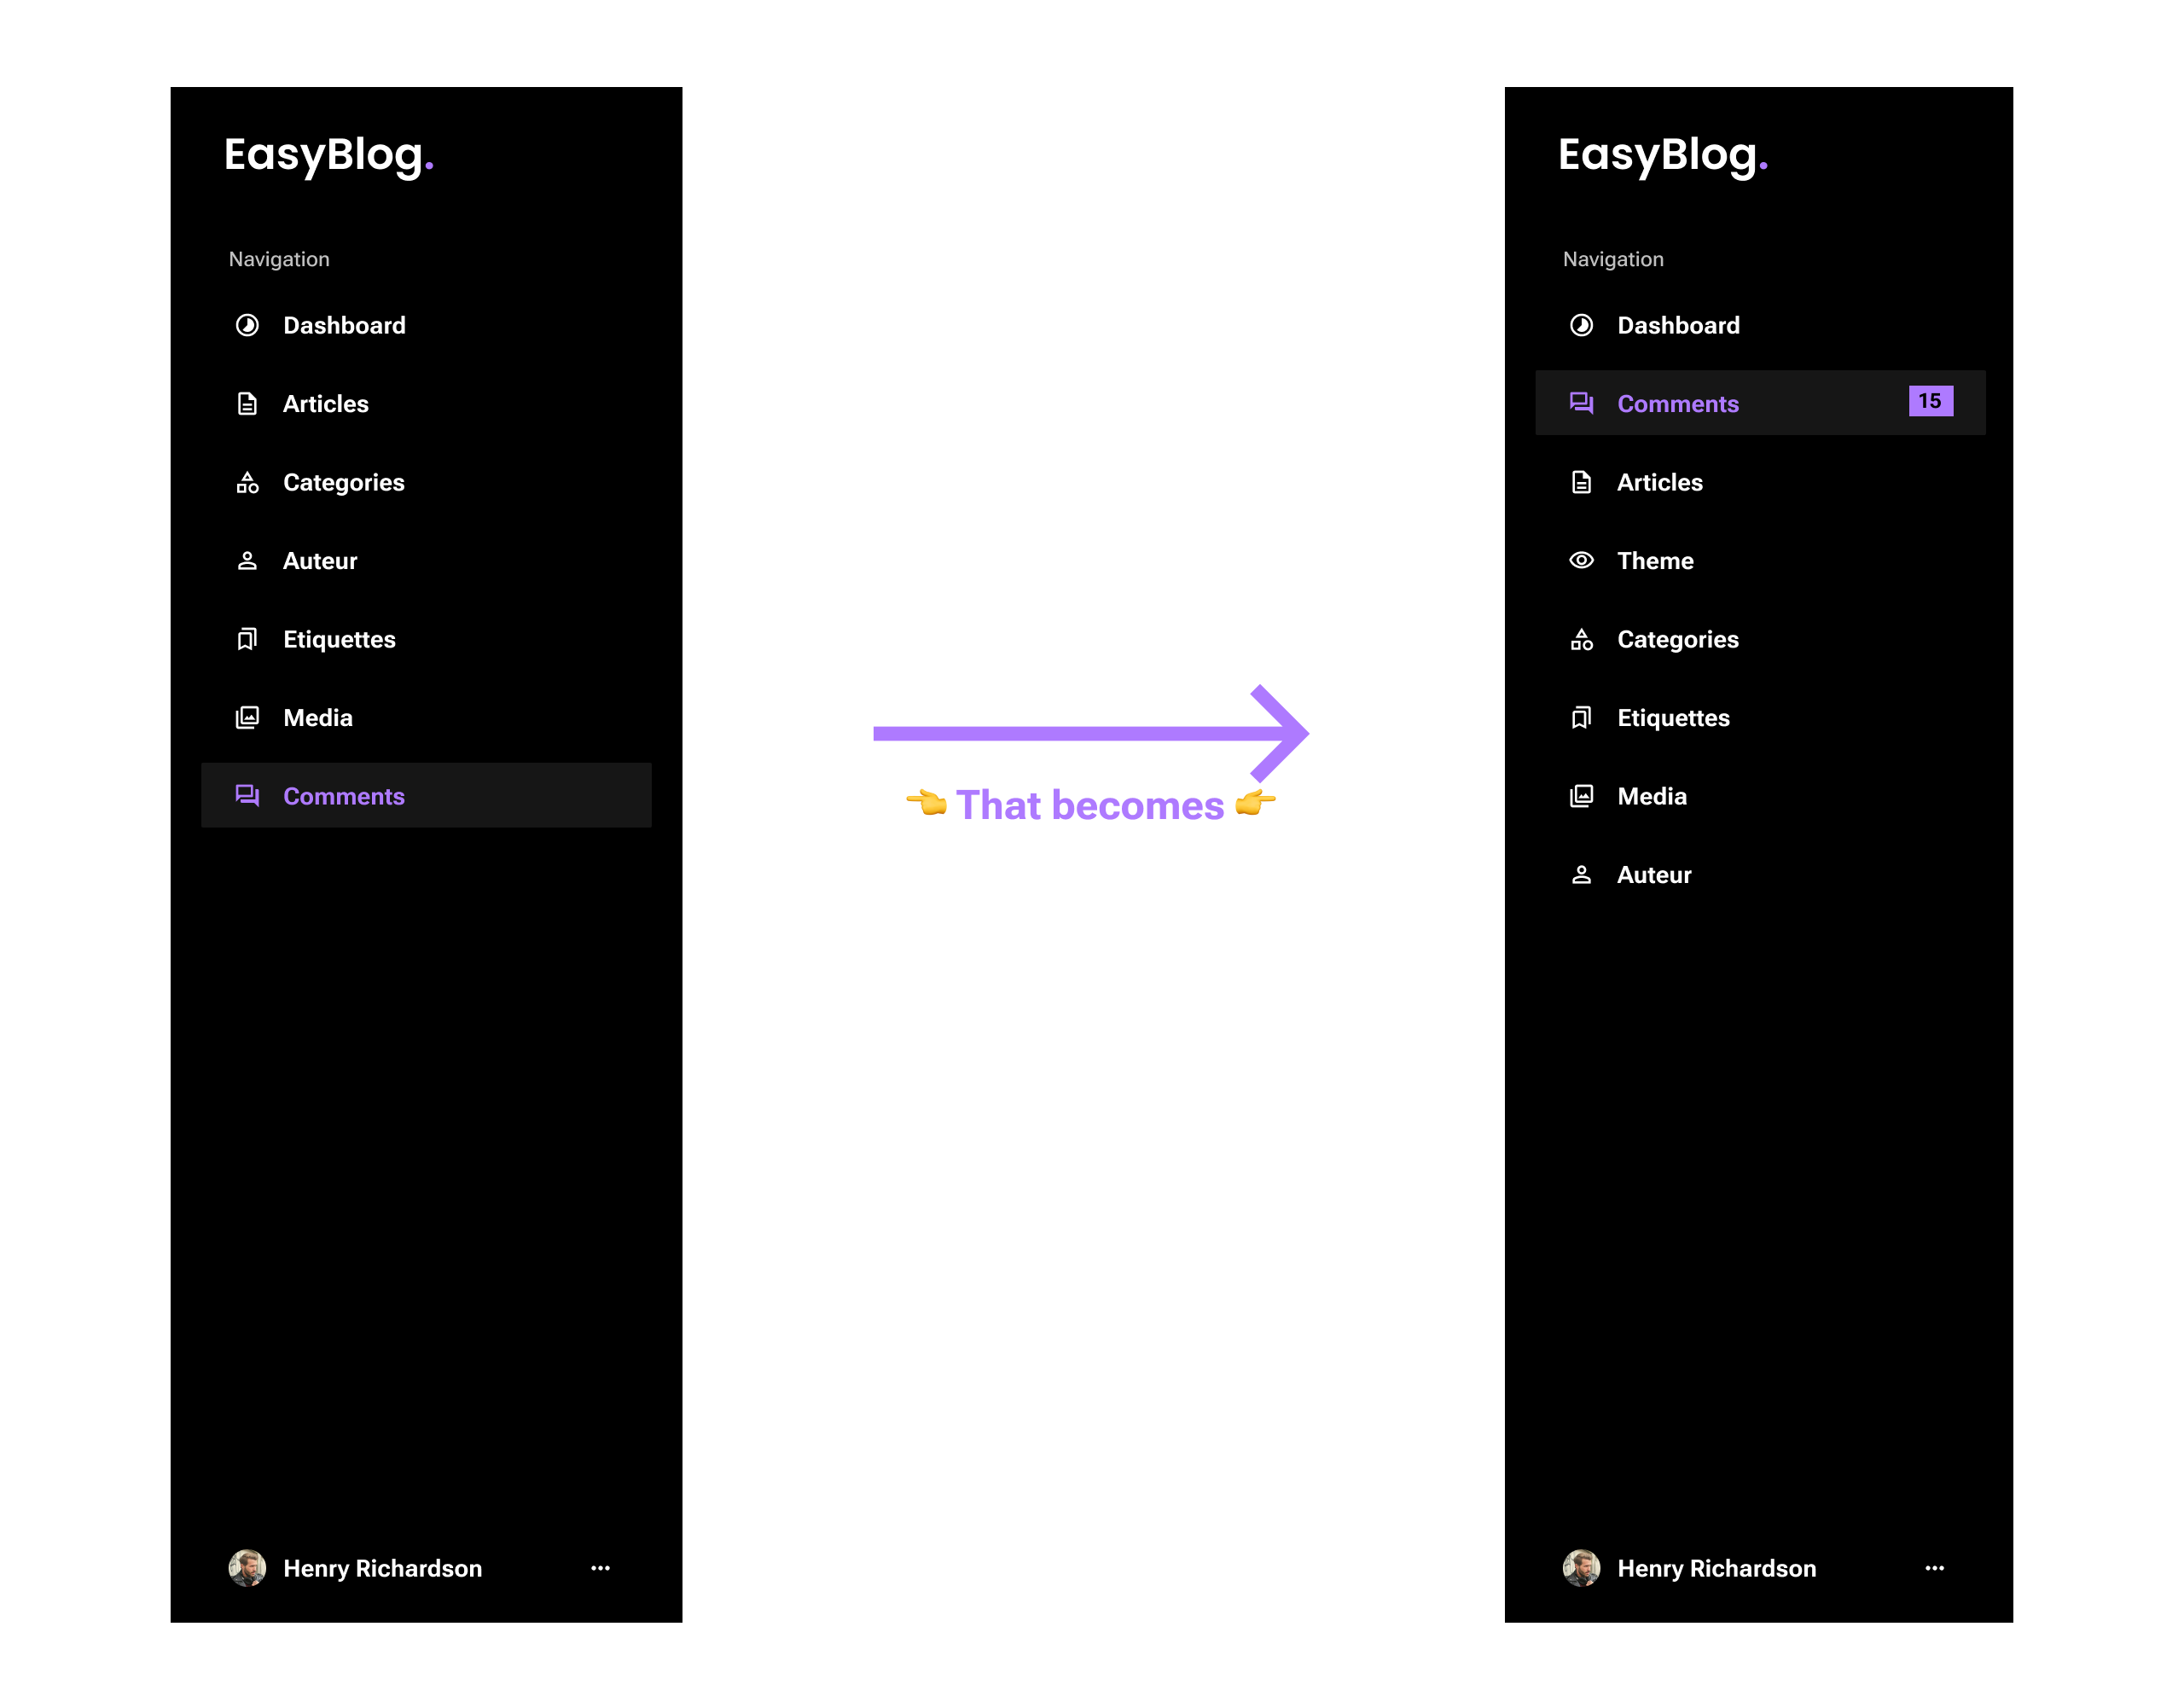 EasyBlog.
Navigation
Dashboard
Articles
Categories
Auteur
Etiquettes
Media
Comments
Henry Richardson
👈 That becomes 👉
EasyBlog.
Navigation
Dashboard
Comments 15
Articles
Theme
Categories
Etiquettes
Media
Auteur
Henry Richardson